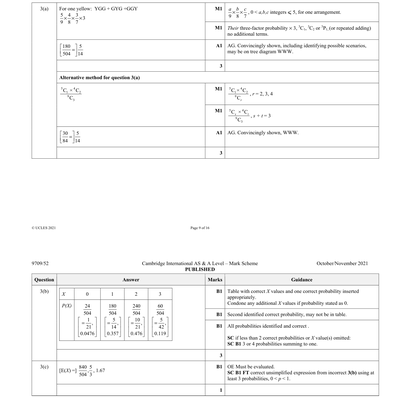 3(a)
For one yellow: YGG + GYG +GGY
5/9 × 4/8 × 3/7 × 3
M1
a/9 × b/8 × c/7, 0 < a,b,c integers ⩽ 5, for one arrangement.
M1
Their three-factor probability × 3, ³C₁, ³C₂ or ³P₁ (or repeated adding)
no additional terms.
[180/504 =] 5/14
A1
AG. Convincingly shown, including identifying possible scenarios,
may be on tree diagram WWW.
3
Alternative method for question 3(a)
M1
, r = 2, 3, 4
M1
, s + t = 3
[30/84 =] 5/14
A1
AG. Convincingly shown, WWW.
3
© UCLES 2021
Page 9 of 16
9709/52
Cambridge International AS & A Level – Mark Scheme
October/November 2021
PUBLISHED
Question
Answer
Marks
Guidance
3(b)
X 0 1 2 3
P(X) 24/504 180/504 240/504 60/504
[= 1/21] [= 5/14] [= 10/21] [= 5/42]
0.0476 0.357 0.476 0.119
B1
Table with correct X values and one correct probability inserted
appropriately.
Condone any additional X values if probability stated as 0.
B1
Second identified correct probability, may not be in table.
B1
All probabilities identified and correct .
SC if less than 2 correct probabilities or X value(s) omitted:
SC B1 3 or 4 probabilities summing to one.
3
3(c)
[E(X) =] 840/504, 5/3, 1.67
B1
OE Must be evaluated.
SC B1 FT correct unsimplified expression from incorrect 3(b) using at
least 3 probabilities, 0 < p < 1.
1